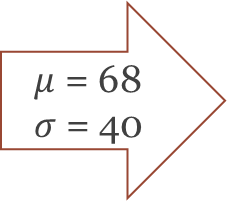 μ = 68
σ = 40